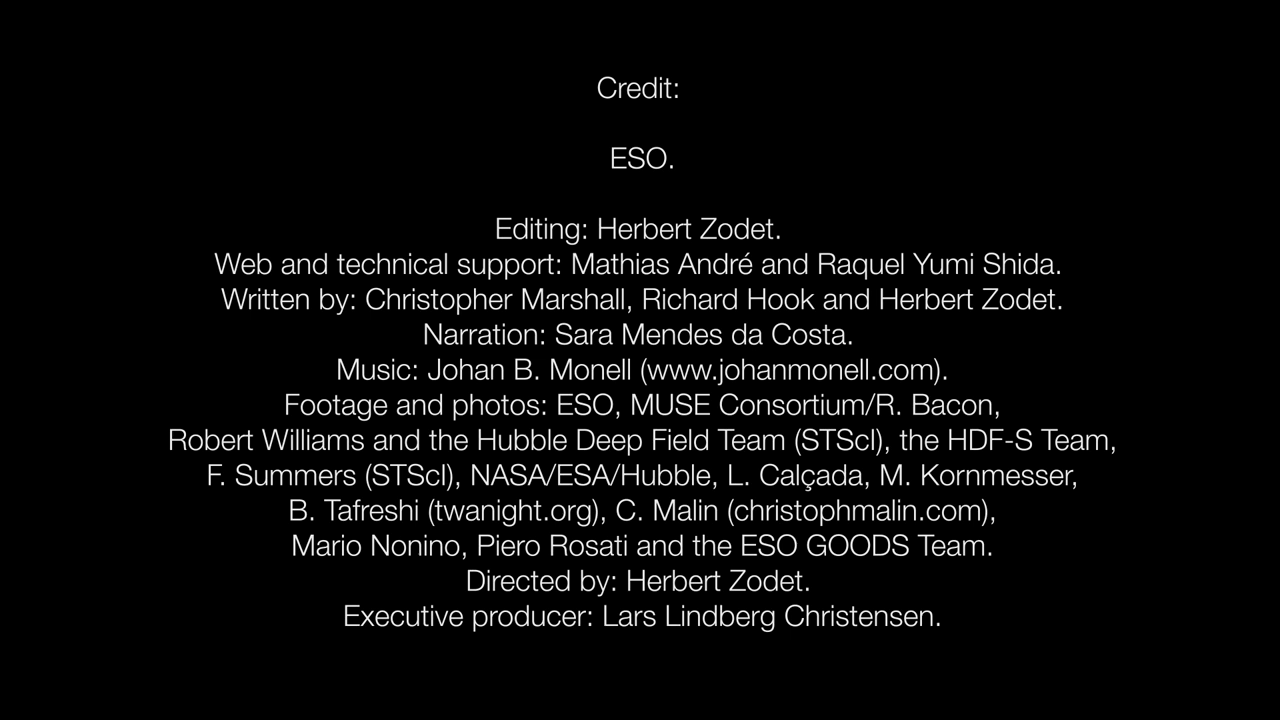 Credit:
ESO.
Editing: Herbert Zodet.
Web and technical support: Mathias André and Raquel Yumi Shida.
Written by: Christopher Marshall, Richard Hook and Herbert Zodet.
Narration: Sara Mendes da Costa.
Music: Johan B. Monell (www.johanmonell.com).
Footage and photos: ESO, MUSE Consortium/R. Bacon,
Robert Williams and the Hubble Deep Field Team (STScI), the HDF-S Team,
F. Summers (STScI), NASA/ESA/Hubble, L. Calçada, M. Kornmesser,
B. Tafreshi (twanight.org), C. Malin (christophmalin.com),
Mario Nonino, Piero Rosati and the ESO GOODS Team.
Directed by: Herbert Zodet.
Executive producer: Lars Lindberg Christensen.